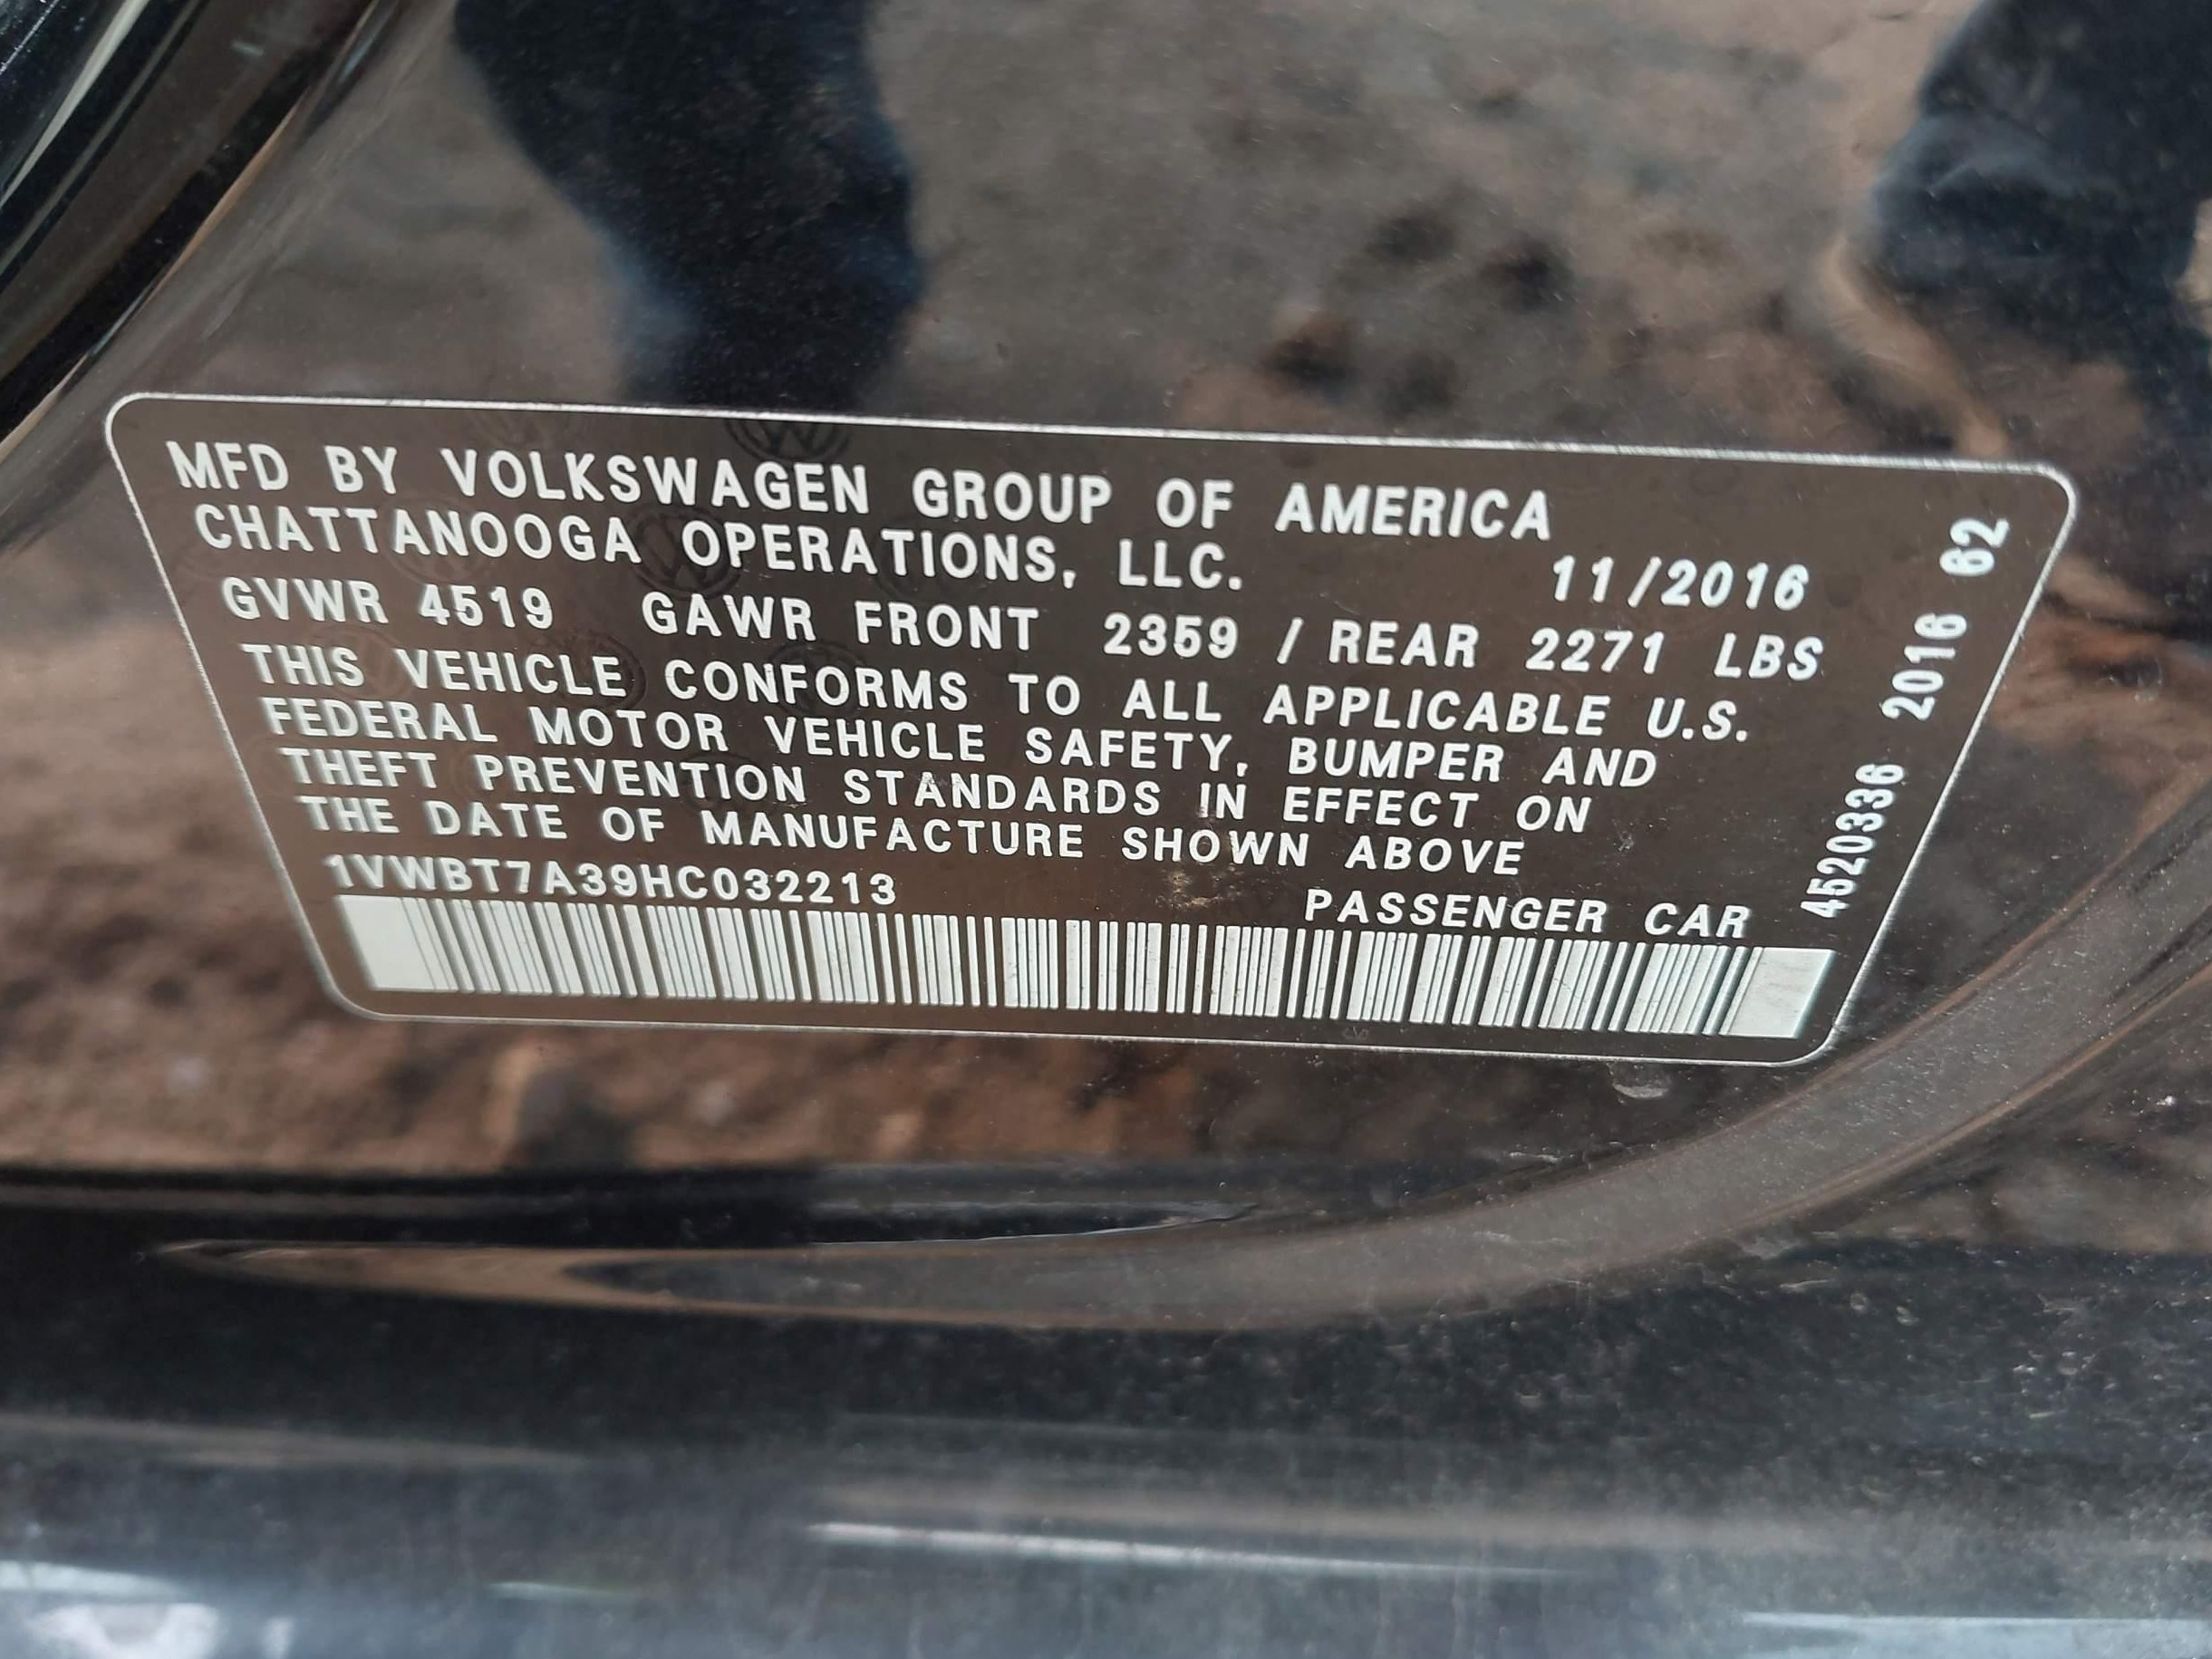 MFD BY VOLKSWAGEN GROUP OF AMERICA
CHATTANOOGA OPERATIONS, LLC.
11/2016
GVWR 4519 GAWR FRONT 2359 / REAR 2271 LBS
THIS VEHICLE CONFORMS TO ALL APPLICABLE U.S.
FEDERAL MOTOR VEHICLE SAFETY, BUMPER AND
THEFT PREVENTION STANDARDS IN EFFECT ON
THE DATE OF MANUFACTURE SHOWN ABOVE
1VWBT7A39HC032213
PASSENGER CAR
4520336 2016 62